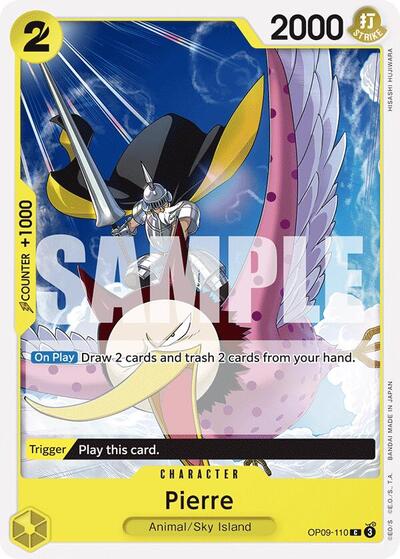 2
2000
打
STRIKE
HISASHI HUJIWARA
COUNTER +1000
SAMPLE
On Play Draw 2 cards and trash 2 cards from your hand.
Trigger Play this card.
CHARACTER
Pierre
Animal/Sky Island
OP09-110 C 3
©E.O./S. ©E.O./S., T.A. BANDAI MADE IN JAPAN